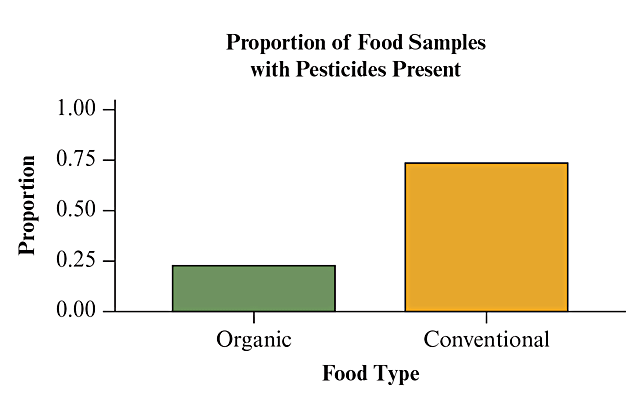 Proportion of Food Samples
with Pesticides Present
1.00
0.75
0.50
0.25
0.00
Proportion
Organic
Conventional
Food Type